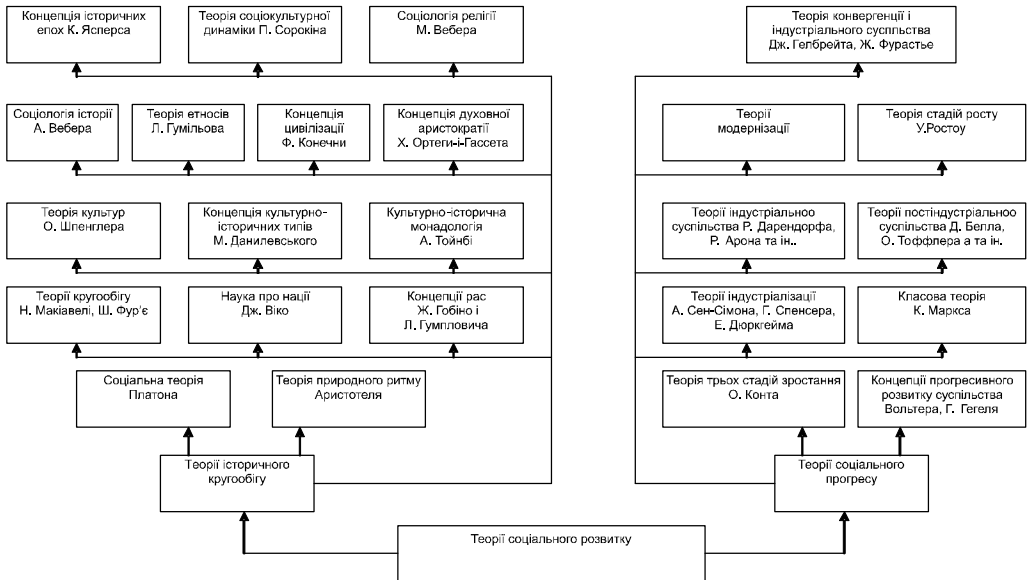 Концепція історичних
епох К. Ясперса
Теорія соціокультурної
динаміки П. Сорокіна
Соціологія релігії
М. Вебера
Теорія конвергенції і
індустріального суспльства
Дж. Гелбрейта, Ж. Фурастье
Соціологія історії
А. Вебера
Теорія етносів
Л. Гумільова
Концепція
цивілізації
Ф. Конечни
Концепція духовної
аристократії
Х. Ортеги-і-Гассета
Теорії
модернізації
Теорія стадій росту
У.Ростоу
Теорія культур
О. Шпенглера
Концепція культурно-
історичних типів
М. Данилевського
Культурно-історична
монадологія
А. Тойнбі
Теорії індустріальноо
суспільства Р. Дарендорфа,
Р. Арона та ін..
Теорії постіндустріальноо
суспільства Д. Белла,
О. Тоффлера а та ін.
Теорії кругообігу
Н. Макіавелі, Ш. Фур'є
Наука про нації
Дж. Віко
Концепції рас
Ж. Гобіно і
Л. Гумпловича
Теорії індустріалізації
А. Сен-Сімона, Г. Спенсера,
Е. Дюркгейма
Класова теорія
К. Маркса
Соціальна теорія
Платона
Теорія природного ритму
Аристотеля
Теорія трьох стадій зростання
О. Конта
Концепції прогресивного
розвитку суспільства
Вольтера, Г. Гегеля
Теорії історичного
кругообігу
Теорії соціального
прогресу
Теорії соціального розвитку